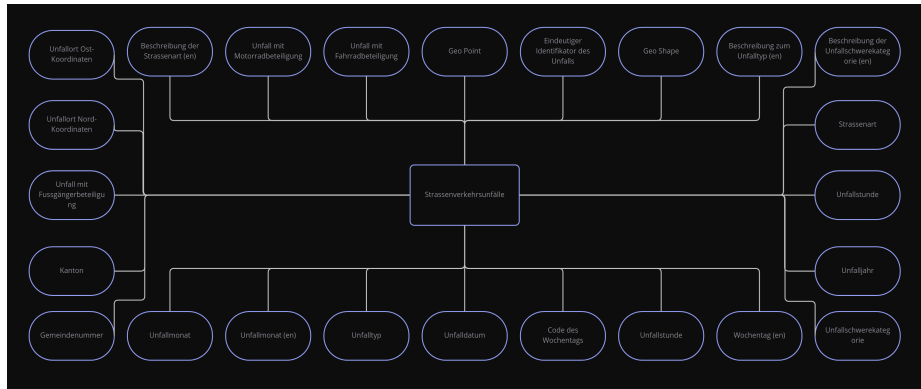 Unfallort Ost-
Koordinaten
Beschreibung der
Strassenart (en)
Unfall mit
Motorradbeteiligung
Unfall mit
Fahrradbeteiligung
Geo Point
Eindeutiger
Identifikator des
Unfalls
Geo Shape
Beschreibung zum
Unfalltyp (en)
Beschreibung der
Unfallschwerekateg
orie (en)
Unfallort Nord-
Koordinaten
Strassenart
Unfall mit
Fussgängerbeteiligu
ng
Strassenverkehrsunfälle
Unfallstunde
Kanton
Unfalljahr
Gemeindenummer
Unfallmonat
Unfallmonat (en)
Unfalltyp
Unfalldatum
Code des
Wochentags
Unfallstunde
Wochentag (en)
Unfallschwerekateg
orie